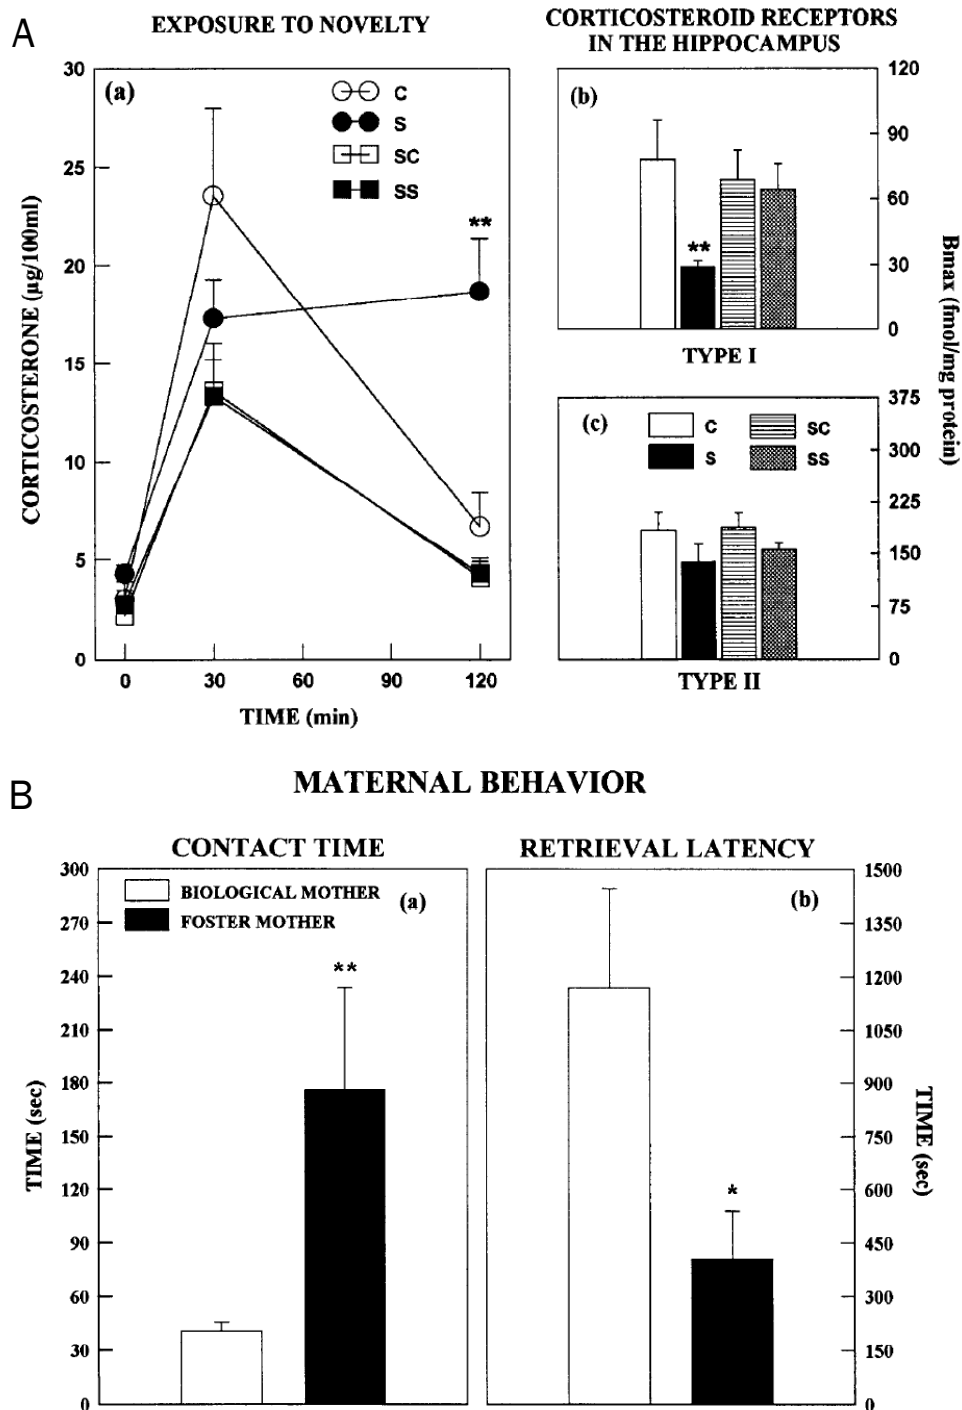 A
EXPOSURE TO NOVELTY
CORTICOSTEROID RECEPTORS
IN THE HIPPOCAMPUS
(a)
C
S
SC
SS
**
30
25
20
15
10
5
0
CORTICOSTERONE (µg/100ml)
0 30 60 90 120
TIME (min)
(b)
**
120
90
60
30
0
TYPE I
Bmax (fmol/mg protein)
(c)
C SC
S SS
375
300
225
150
75
0
TYPE II
B
MATERNAL BEHAVIOR
CONTACT TIME
RETRIEVAL LATENCY
BIOLOGICAL MOTHER
FOSTER MOTHER
(a)
**
300
270
240
210
180
150
120
90
60
30
0
TIME (sec)
(b)
*
1500
1350
1200
1050
900
750
600
450
300
150
0
TIME (sec)